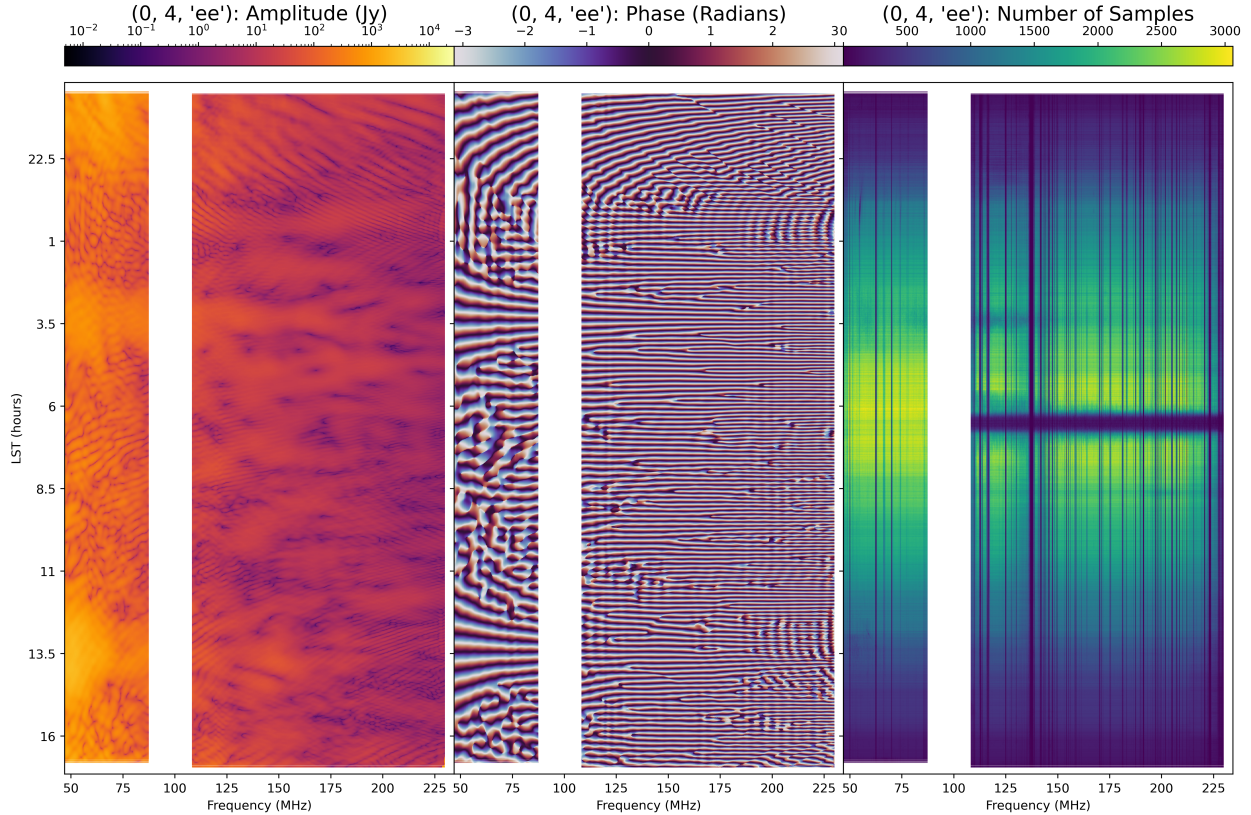 (0, 4, 'ee'): Amplitude (Jy)
(0, 4, 'ee'): Phase (Radians)
(0, 4, 'ee'): Number of Samples
10⁻² 10⁻¹ 10⁰ 10¹ 10² 10³ 10⁴
−3 −2 −1 0 1 2 3
0 500 1000 1500 2000 2500 3000
LST (hours)
22.5
1
3.5
6
8.5
11
13.5
16
50 75 100 125 150 175 200 225
50 75 100 125 150 175 200 225
50 75 100 125 150 175 200 225
Frequency (MHz)
Frequency (MHz)
Frequency (MHz)